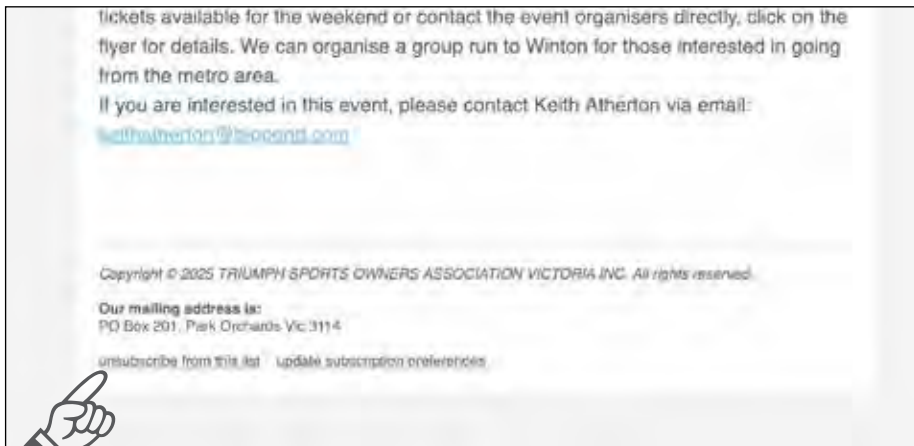 tickets available for the weekend or contact the event organisers directly, click on the
flyer for details. We can organise a group run to Winton for those interested in going
from the metro area.
If you are interested in this event, please contact Keith Atherton via email:
Copyright © 2025 TRIUMPH SPORTS OWNERS ASSOCIATION VICTORIA INC. All rights reserved.
Our mailing address is:
PO Box 201, Park Orchards Vic 3114
unsubscribe from this list update subscription preferences